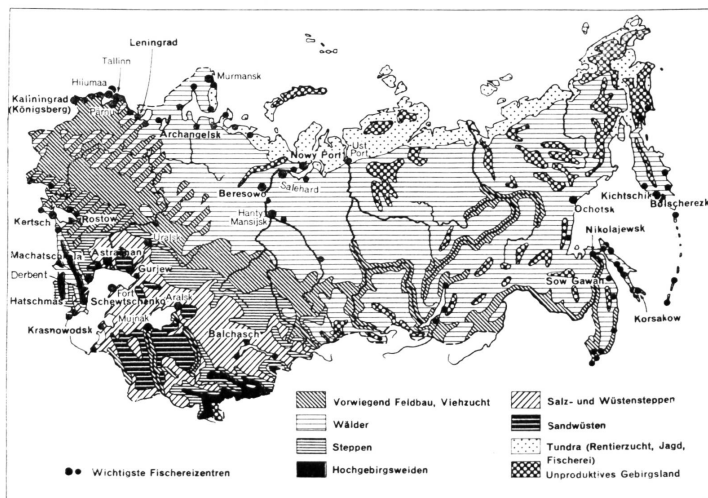 Leningrad
Tallinn
Hiiumaa
Murmansk
Kaliningrad
(Königsberg)
Pärnu
Archangelsk
Nowy Port
Ust
Port
Salehard
Beresowo
Hanty
Mansijsk
Kichtschik
Bolscherezk
Ochotsk
Nikolajewsk
Sow Gawan
Korsakow
Kertsch
Rostow
Uralsk
Machatschkala
Astrachan
Gurjew
Derbent
Fort
Schewtschenko
Aralsk
Hatschmas
Mujnak
Krasnowodsk
Balchasch
Vorwiegend Feldbau, Viehzucht
Wälder
Steppen
Hochgebirgsweiden
Salz- und Wüstensteppen
Sandwüsten
Tundra (Rentierzucht, Jagd,
Fischerei)
Unproduktives Gebirgsland
Wichtigste Fischereizentren